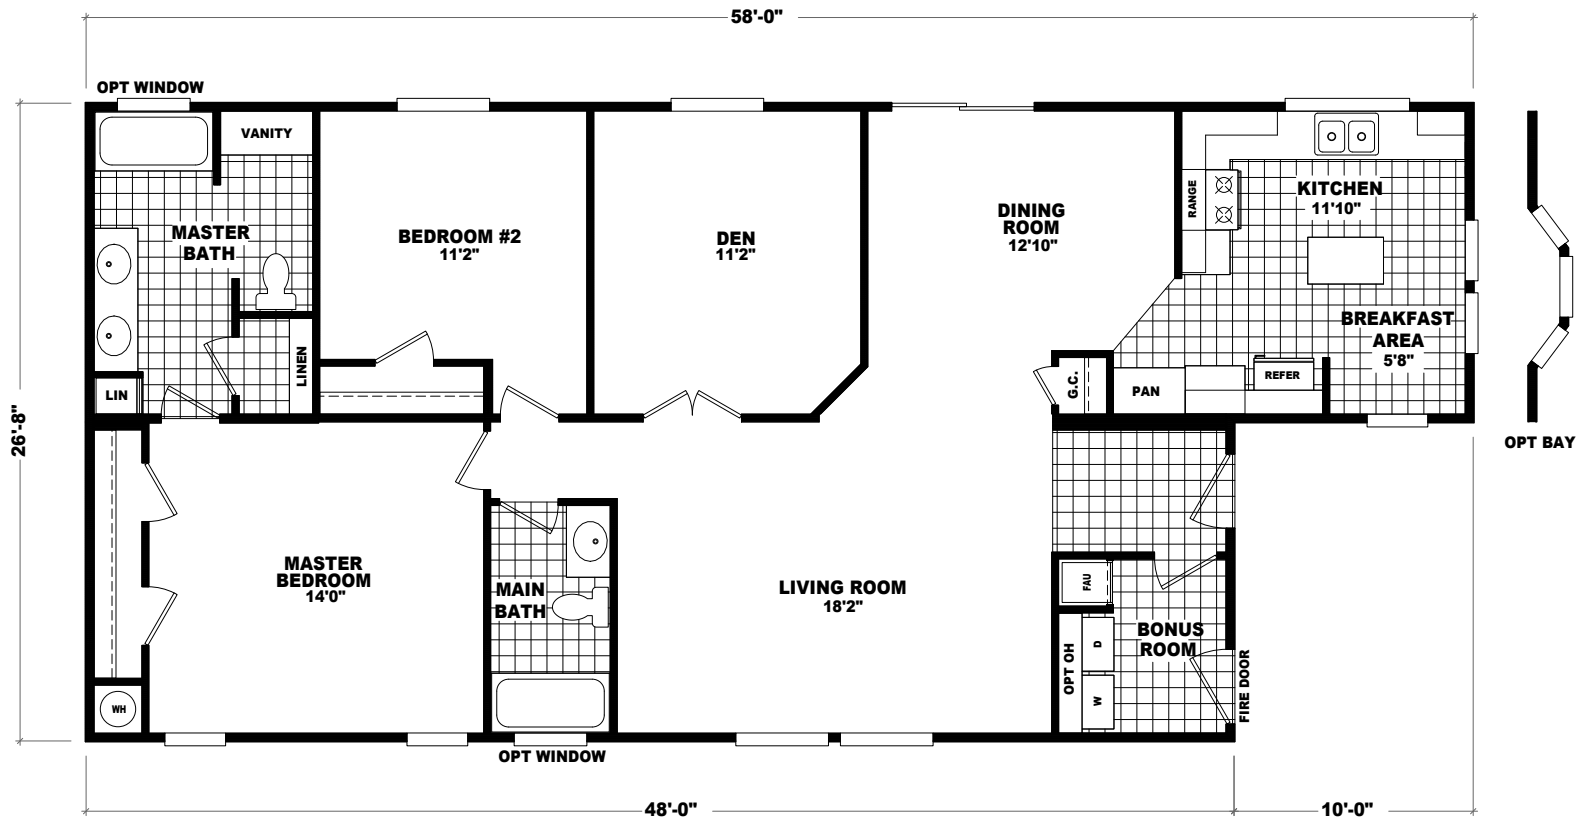 58'-0"
OPT WINDOW
VANITY
MASTER
BATH
LINEN
LIN
BEDROOM #2
11'2"
DEN
11'2"
DINING
ROOM
12'10"
RANGE
KITCHEN
11'10"
BREAKFAST
AREA
5'8"
G.C.
PAN
REFER
OPT BAY
26'-8"
MASTER
BEDROOM
14'0"
WH
MAIN
BATH
OPT WINDOW
LIVING ROOM
18'2"
FAU
BONUS
ROOM
OPT OH
D
W
FIRE DOOR
48'-0"
10'-0"